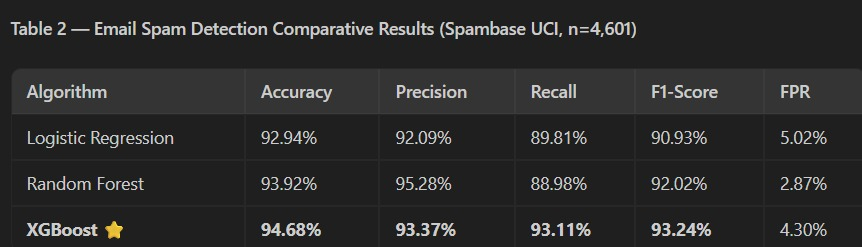 Table 2 — Email Spam Detection Comparative Results (Spambase UCI, n=4,601)
Algorithm Accuracy Precision Recall F1-Score FPR
Logistic Regression 92.94% 92.09% 89.81% 90.93% 5.02%
Random Forest 93.92% 95.28% 88.98% 92.02% 2.87%
XGBoost ⭐ 94.68% 93.37% 93.11% 93.24% 4.30%